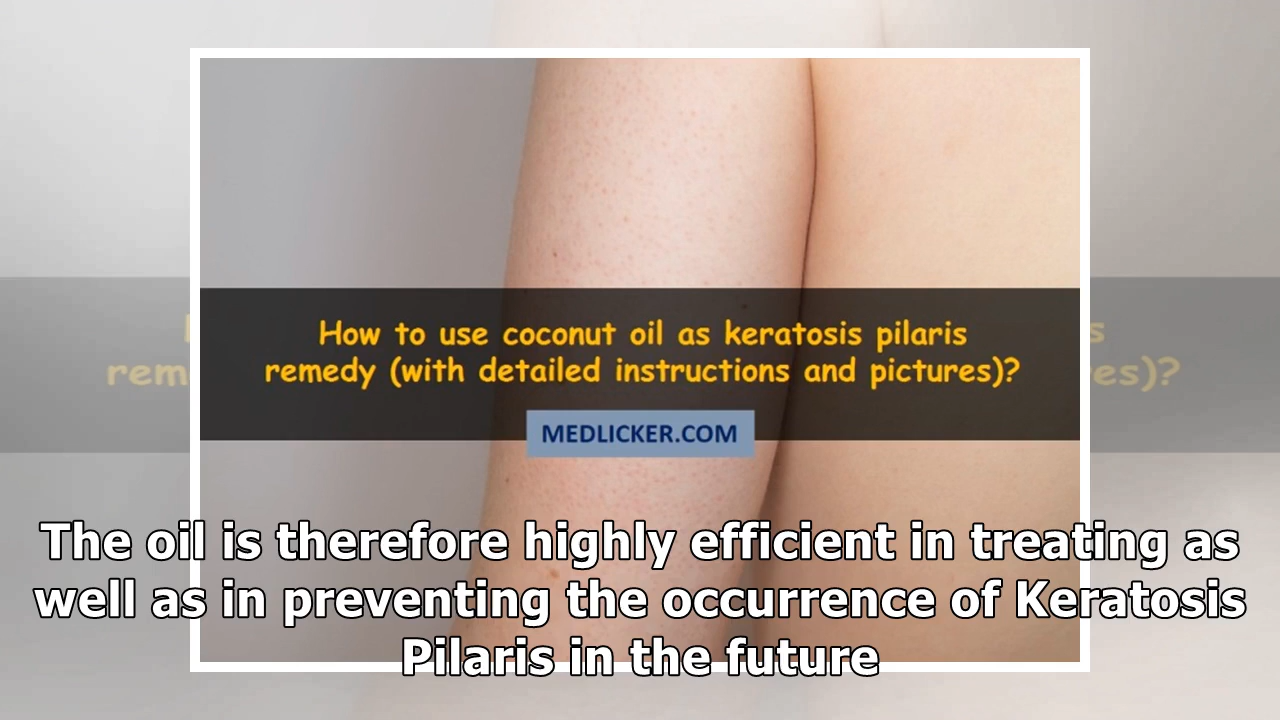 How to use coconut oil as keratosis pilaris
remedy (with detailed instructions and pictures)?
MEDLICKER.COM
The oil is therefore highly efficient in treating as
well as in preventing the occurrence of Keratosis
Pilaris in the future